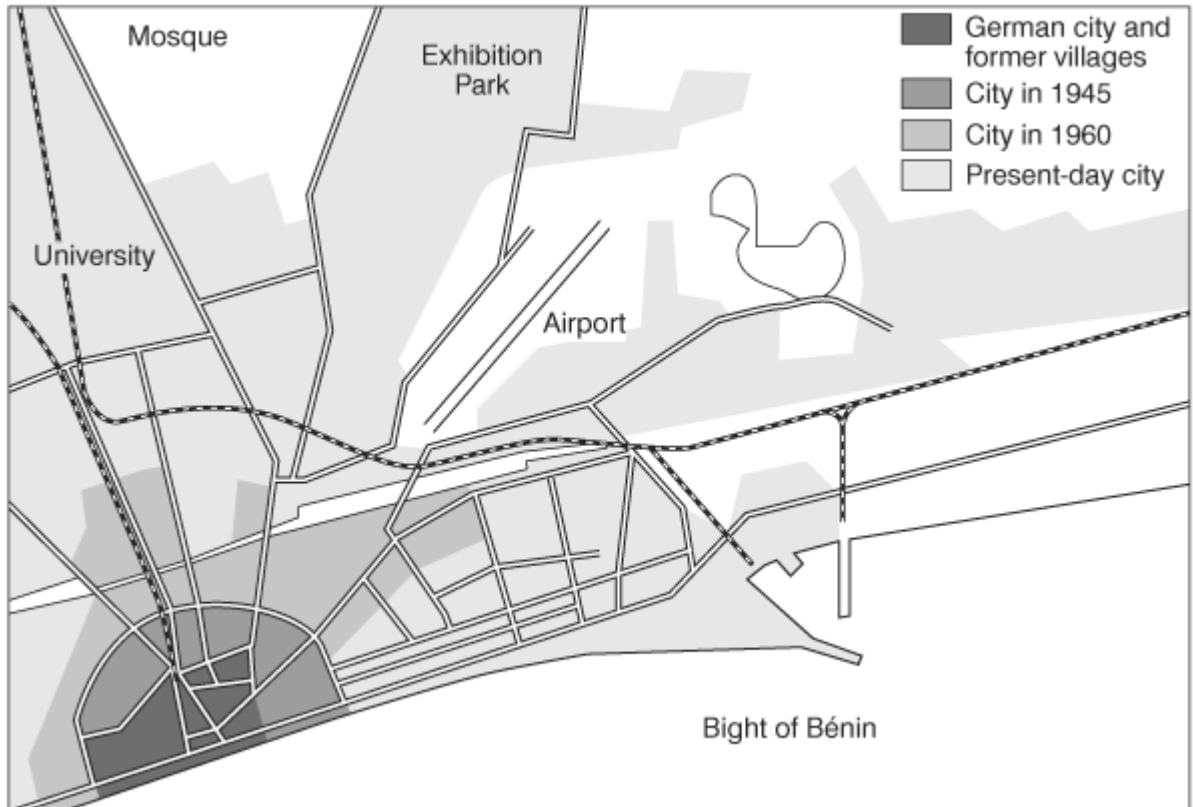 Mosque
Exhibition
Park
German city and
former villages
City in 1945
City in 1960
Present-day city
University
Airport
Bight of Bénin